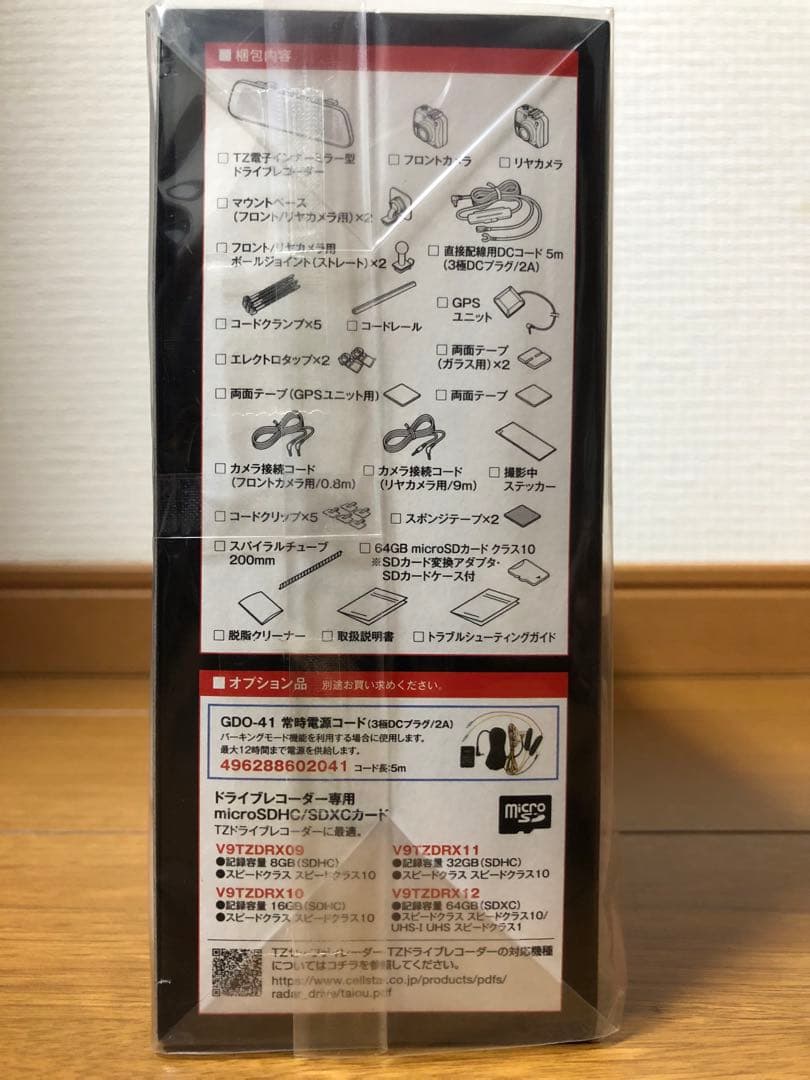 ■ 梱包内容
□ TZ電子インナーミラー型
ドライブレコーダー
□ フロントカメラ
□ リヤカメラ
□ マウントベース
(フロント/リヤカメラ用)×2
□ フロント/リヤカメラ用
ボールジョイント(ストレート)×2
□ 直接配線用DCコード 5m
(3極DCプラグ/2A)
□ コードクランプ×5
□ コードレール
□ GPS
ユニット
□ エレクトロタップ×2
□ 両面テープ
(ガラス用)×2
□ 両面テープ(GPSユニット用)
□ 両面テープ
□ カメラ接続コード
(フロントカメラ用/0.8m)
□ カメラ接続コード
(リヤカメラ用/9m)
□ 撮影中
ステッカー
□ コードクリップ×5
□ スポンジテープ×2
□ スパイラルチューブ
200mm
□ 64GB microSDカード クラス10
※SDカード変換アダプタ・
SDカードケース付
□ 脱脂クリーナー
□ 取扱説明書
□ トラブルシューティングガイド
■ オプション品 別途お買い求めください。
GDO-41 常時電源コード(3極DCプラグ/2A)
パーキングモード機能を利用する場合に使用します。
最大12時間まで電源を供給します。
496288602041 コード長:5m
ドライブレコーダー専用
microSDHC/SDXCカード
TZドライブレコーダーに最適。
micro
SD
V9TZDRX09
●記録容量 8GB(SDHC)
●スピードクラス スピードクラス10
V9TZDRX11
●記録容量 32GB(SDHC)
●スピードクラス スピードクラス10
V9TZDRX10
●記録容量 16GB(SDHC)
●スピードクラス スピードクラス10
V9TZDRX12
●記録容量 64GB(SDXC)
●スピードクラス スピードクラス10/
UHS-I UHS スピードクラス1
TZドライブレコーダーの対応機種
についてはコチラを参照してください。
https://www.cellstar.co.jp/products/pdfs/
radar_drive/taiou.pdf